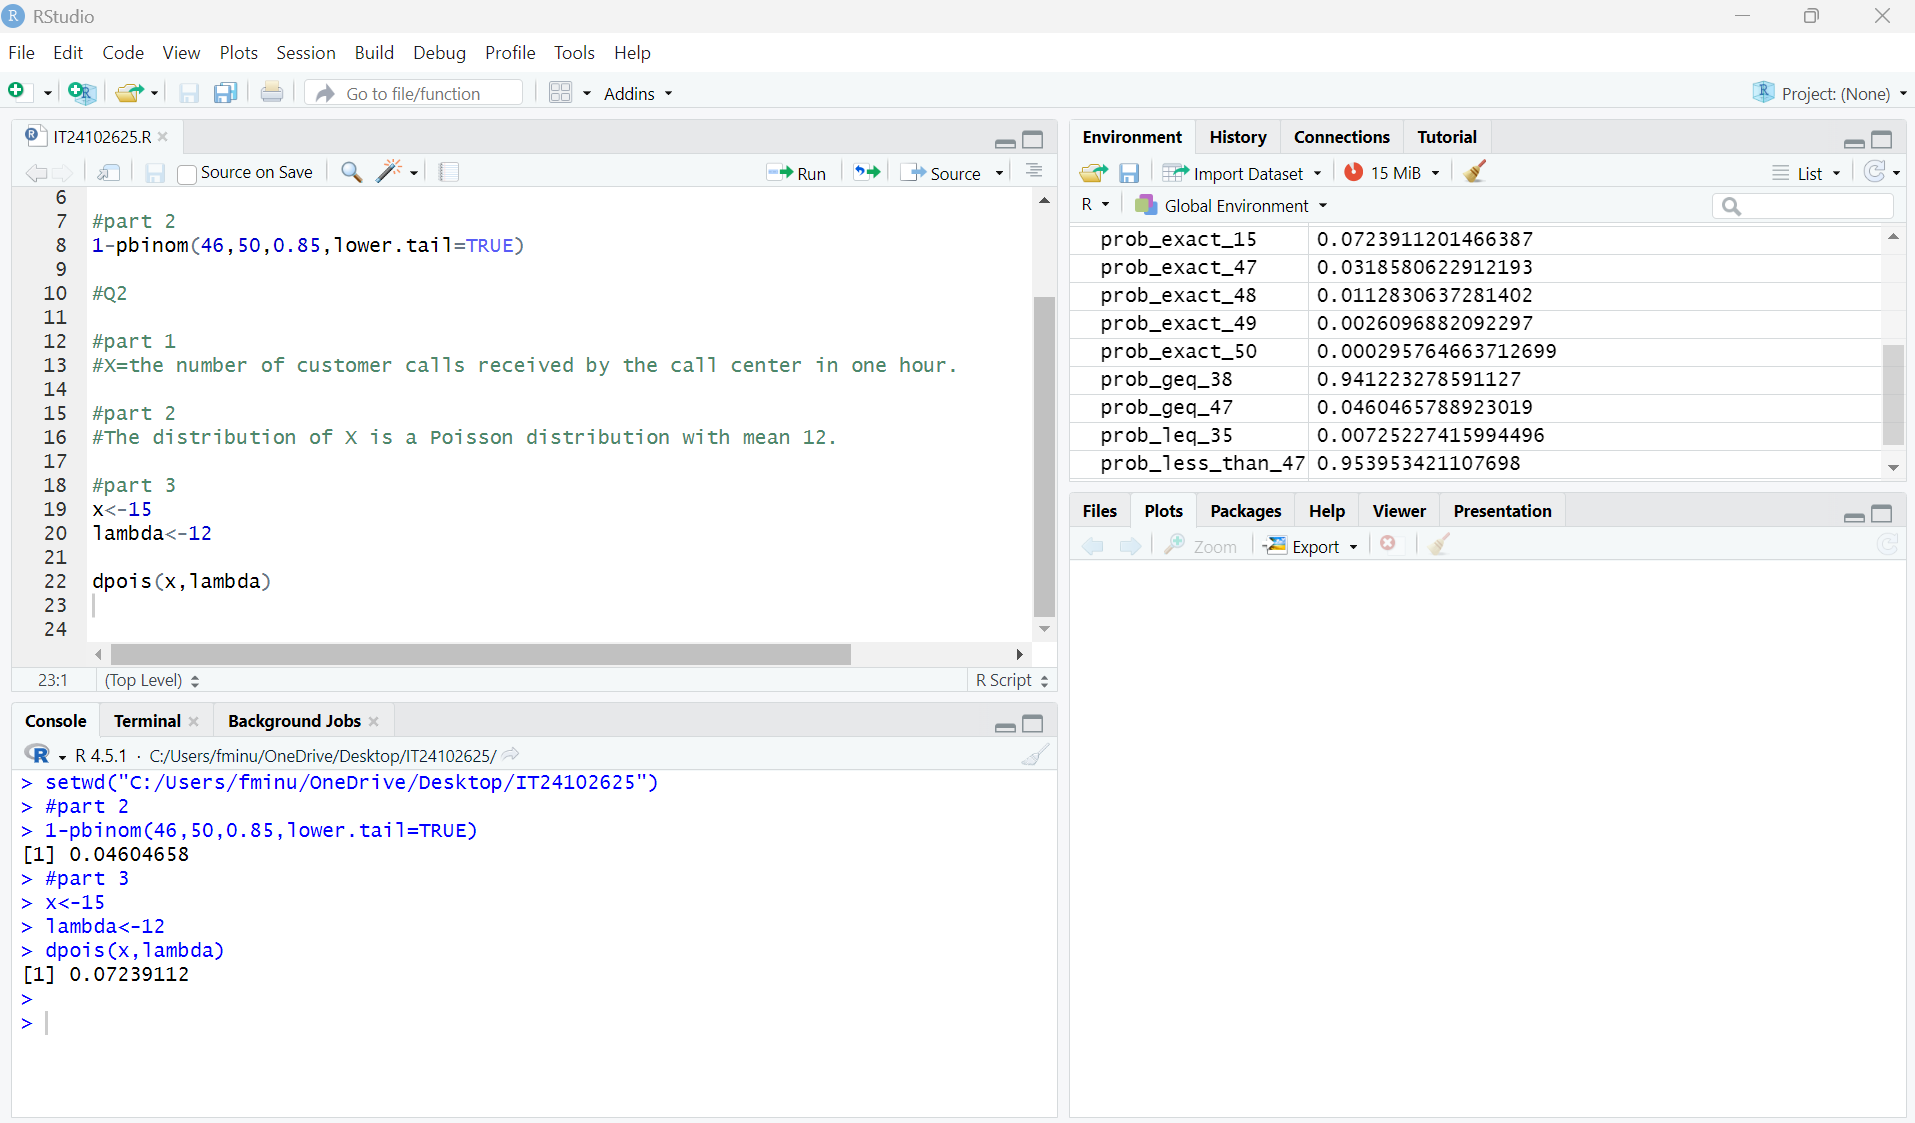 RStudio
File Edit Code View Plots Session Build Debug Profile Tools Help
Go to file/function Addins Project: (None)
IT24102625.R
Source on Save Run Source
6
7 #part 2
8 1-pbinom(46,50,0.85,lower.tail=TRUE)
9
10 #Q2
11
12 #part 1
13 #X=the number of customer calls received by the call center in one hour.
14
15 #part 2
16 #The distribution of X is a Poisson distribution with mean 12.
17
18 #part 3
19 x<-15
20 lambda<-12
21
22 dpois(x,lambda)
23
24
23:1 (Top Level) R Script
Console Terminal Background Jobs
R 4.5.1 · C:/Users/fminu/OneDrive/Desktop/IT24102625/
> setwd("C:/Users/fminu/OneDrive/Desktop/IT24102625")
> #part 2
> 1-pbinom(46,50,0.85,lower.tail=TRUE)
[1] 0.04604658
> #part 3
> x<-15
> lambda<-12
> dpois(x,lambda)
[1] 0.07239112
>
>
Environment History Connections Tutorial
Import Dataset 15 MiB List
R Global Environment
prob_exact_15 0.0723911201466387
prob_exact_47 0.0318580622912193
prob_exact_48 0.0112830637281402
prob_exact_49 0.0026096882092297
prob_exact_50 0.000295764663712699
prob_geq_38 0.941223278591127
prob_geq_47 0.0460465788923019
prob_leq_35 0.00725227415994496
prob_less_than_47 0.953953421107698
Files Plots Packages Help Viewer Presentation
Zoom Export